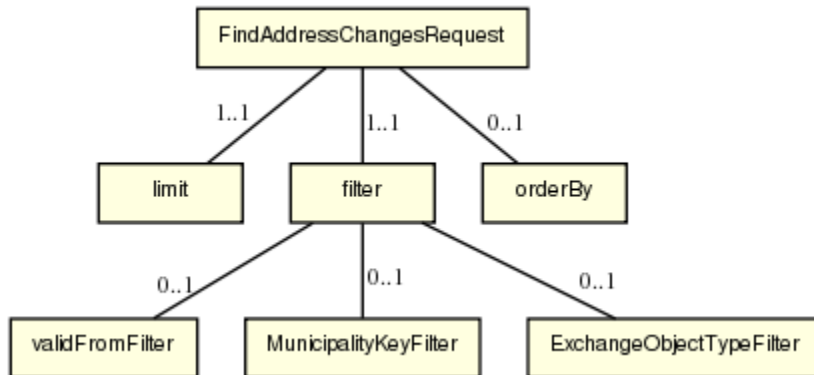 FindAddressChangesRequest
1..1
1..1
0..1
limit
filter
orderBy
0..1
0..1
0..1
validFromFilter
MunicipalityKeyFilter
ExchangeObjectTypeFilter